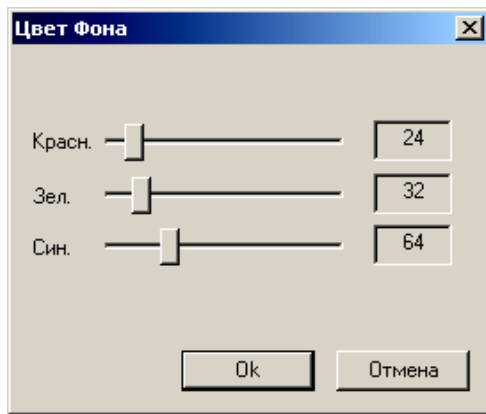 Цвет Фона
Красн. 24
Зел. 32
Син. 64
Ok Отмена